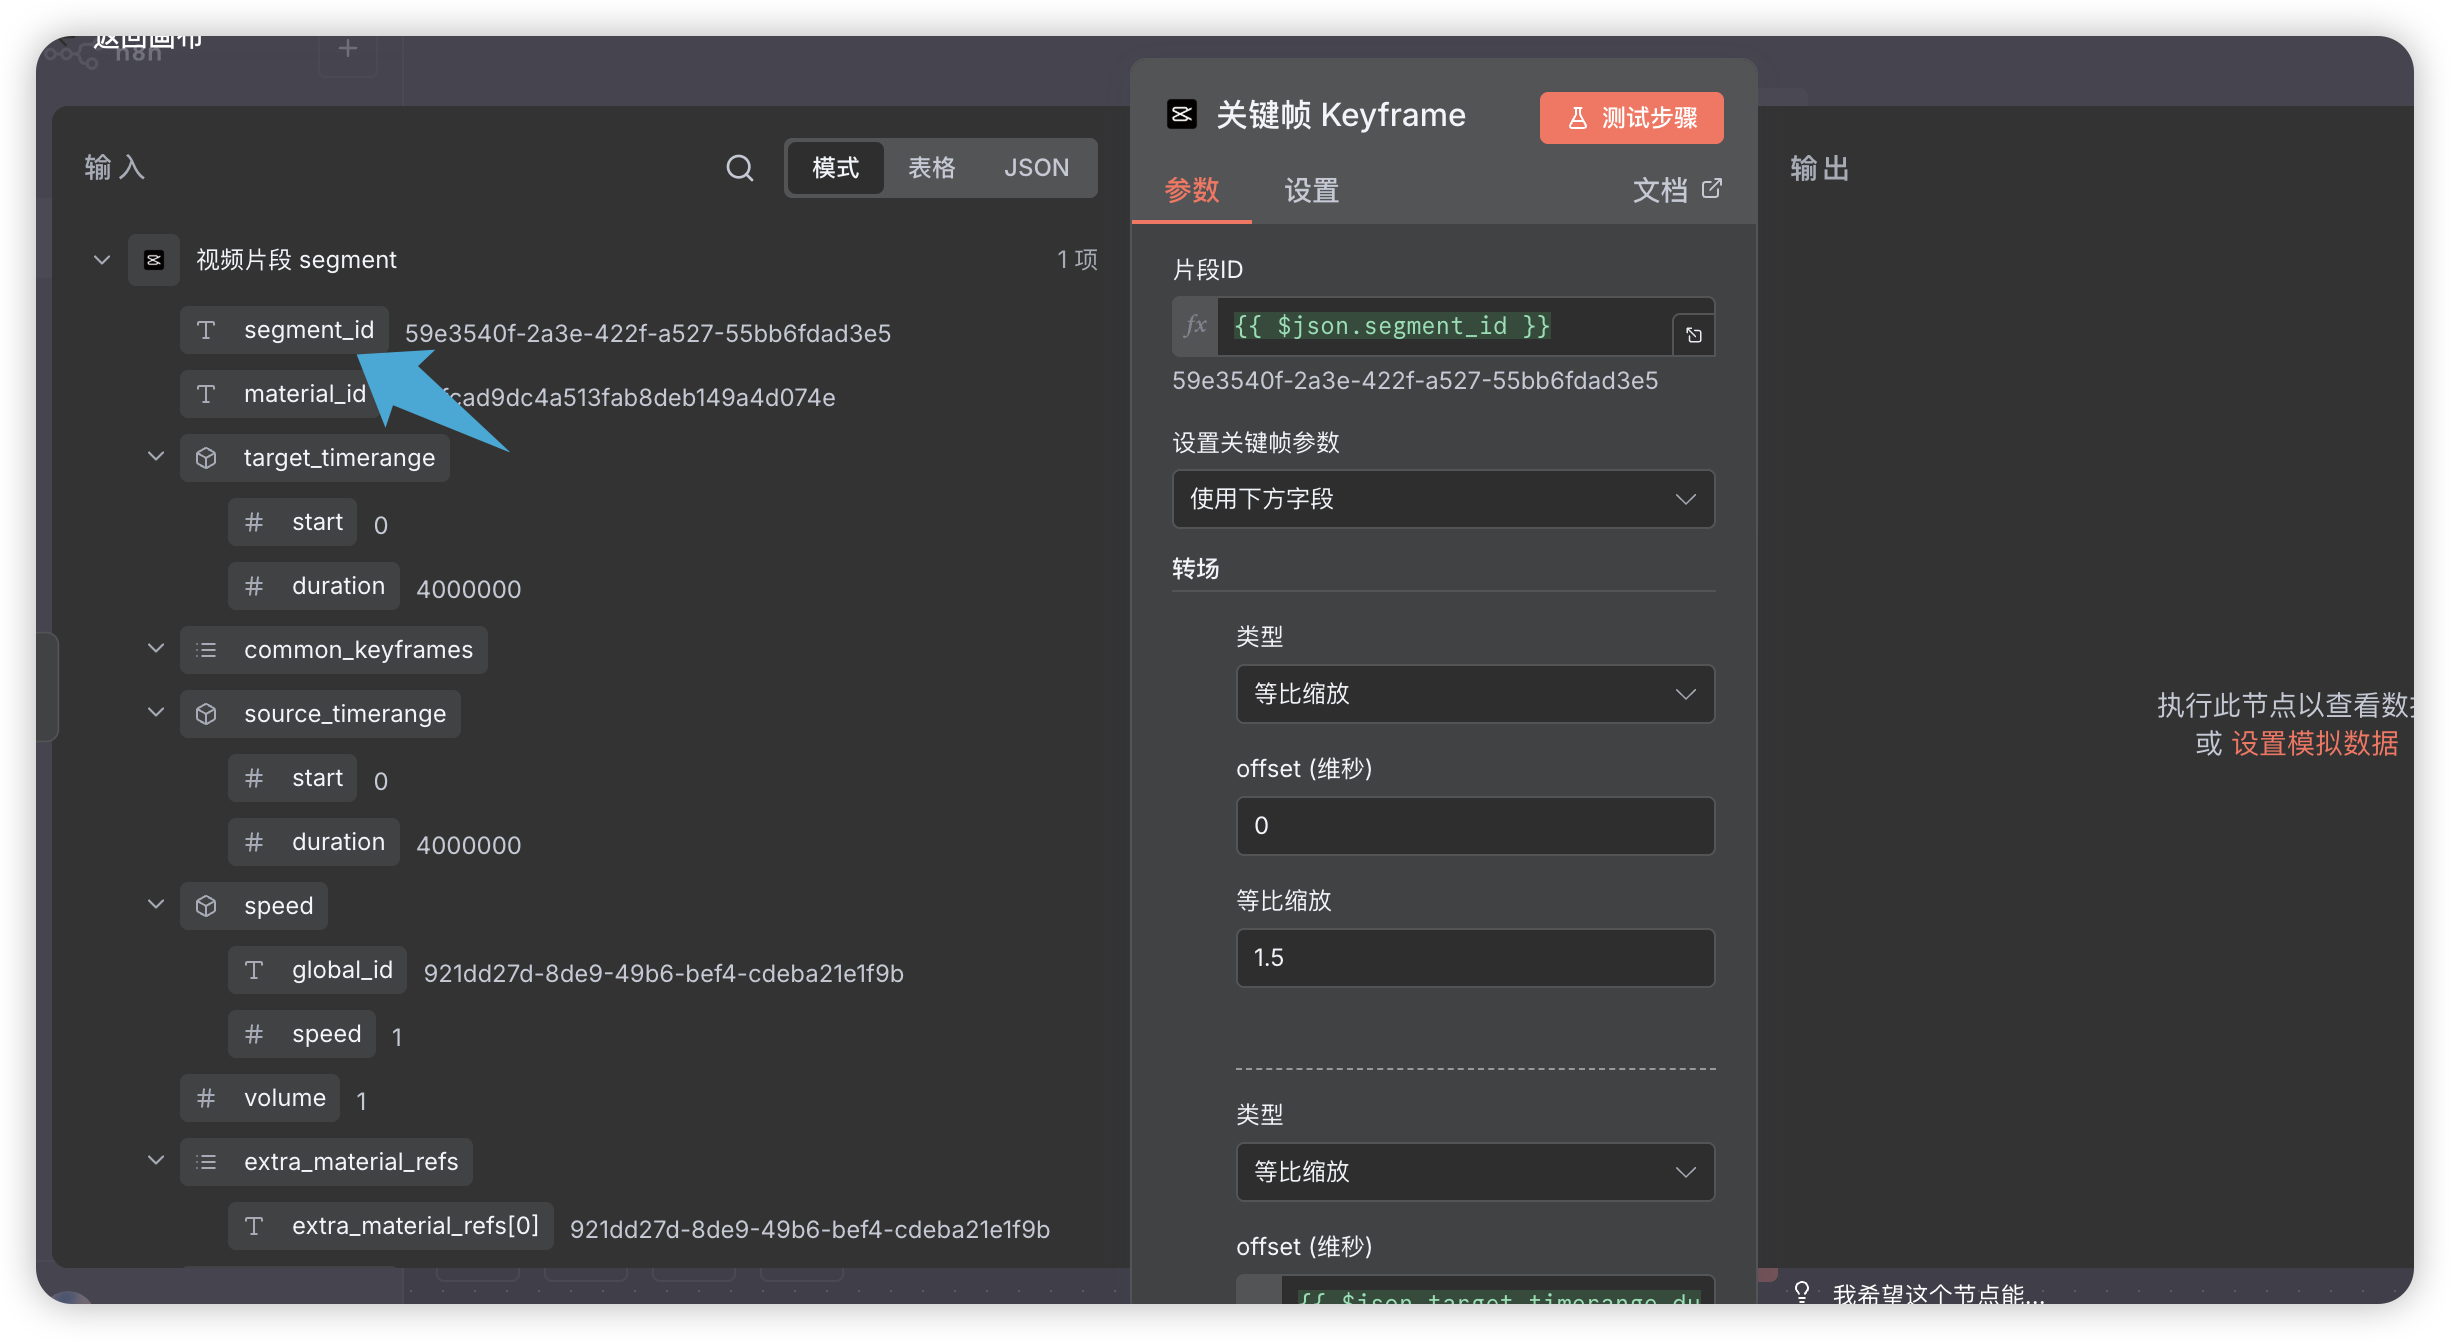 返回画布
n8n
输入
模式
表格
JSON
视频片段 segment
1 项
segment_id
59e3540f-2a3e-422f-a527-55bb6fdad3e5
material_id
fcad9dc4a513fab8deb149a4d074e
target_timerange
start
0
duration
4000000
common_keyframes
source_timerange
start
0
duration
4000000
speed
global_id
921dd27d-8de9-49b6-bef4-cdeba21e1f9b
speed
1
volume
1
extra_material_refs
extra_material_refs[0]
921dd27d-8de9-49b6-bef4-cdeba21e1f9b
关键帧 Keyframe
测试步骤
参数
设置
文档
片段ID
fx
{{ $json.segment_id }}
59e3540f-2a3e-422f-a527-55bb6fdad3e5
设置关键帧参数
使用下方字段
转场
类型
等比缩放
offset (维秒)
0
等比缩放
1.5
类型
等比缩放
offset (维秒)
{{ $json.target_timerange.du
输出
执行此节点以查看数
或 设置模拟数据
我希望这个节点能...